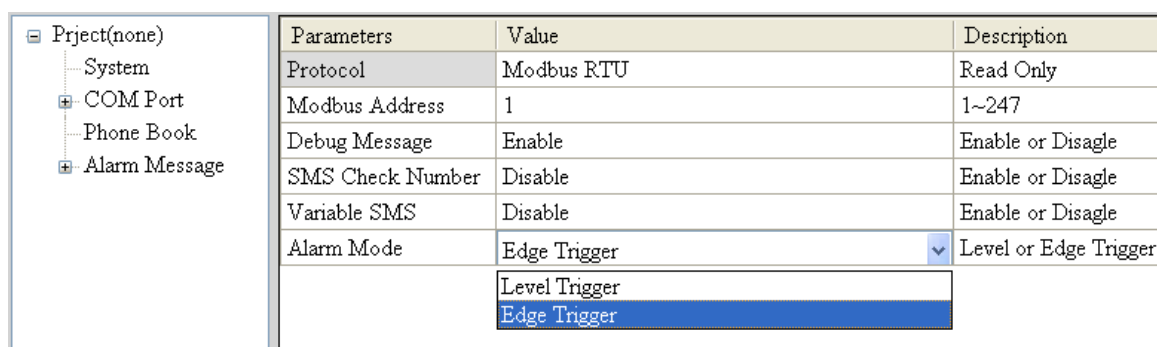 Prject(none)
System
COM Port
Phone Book
Alarm Message
Parameters Value Description
Protocol Modbus RTU Read Only
Modbus Address 1 1~247
Debug Message Enable Enable or Disagle
SMS Check Number Disable Enable or Disagle
Variable SMS Disable Enable or Disagle
Alarm Mode Edge Trigger Level or Edge Trigger
Level Trigger
Edge Trigger